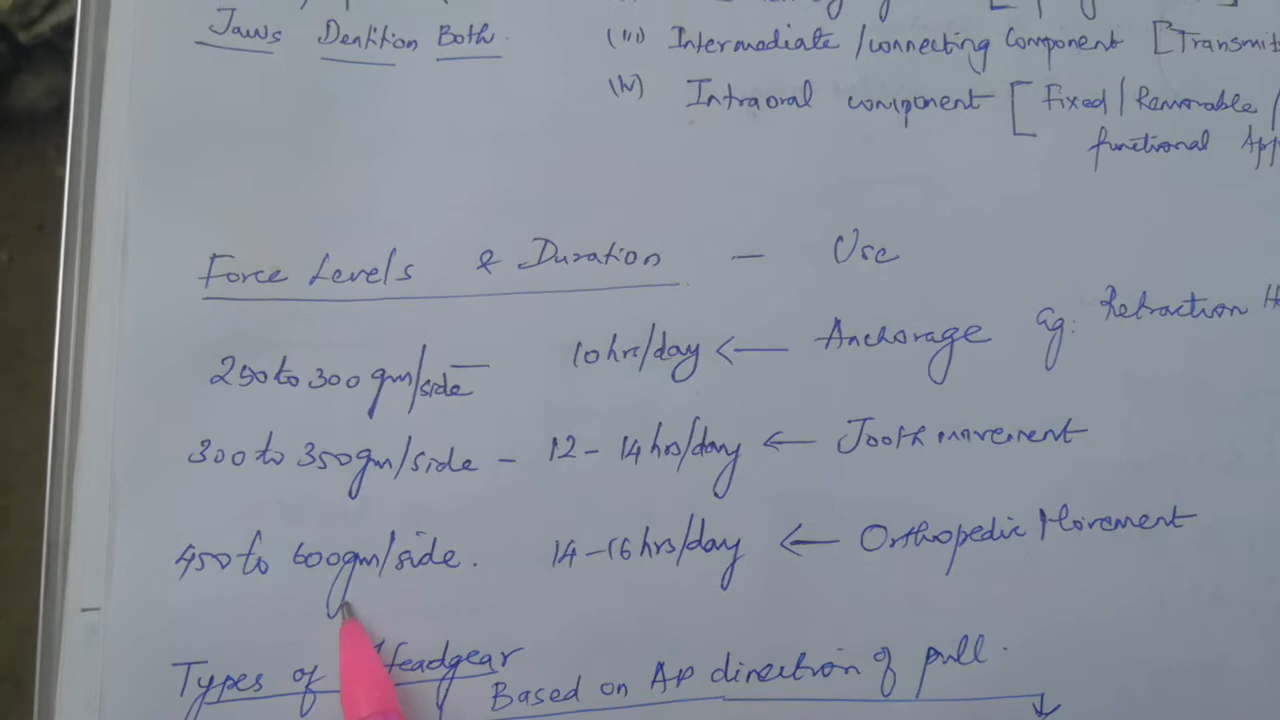 Jaws Dentition Both.
(III) Intermediate /connecting Component [Transmit
(IV) Intraoral component [Fixed/Removable /
functional App
Force Levels & Duration — Use
250 to 300 gm/side — 10 hrs/day ← Anchorage eg: Retraction H
300 to 350 gm/side - 12 - 14 hrs/day ← Tooth movement
450 to 600 gm/side. 14 - 16 hrs/day ← Orthopedic Movement
Types of Headgear
Based on AP direction of pull.